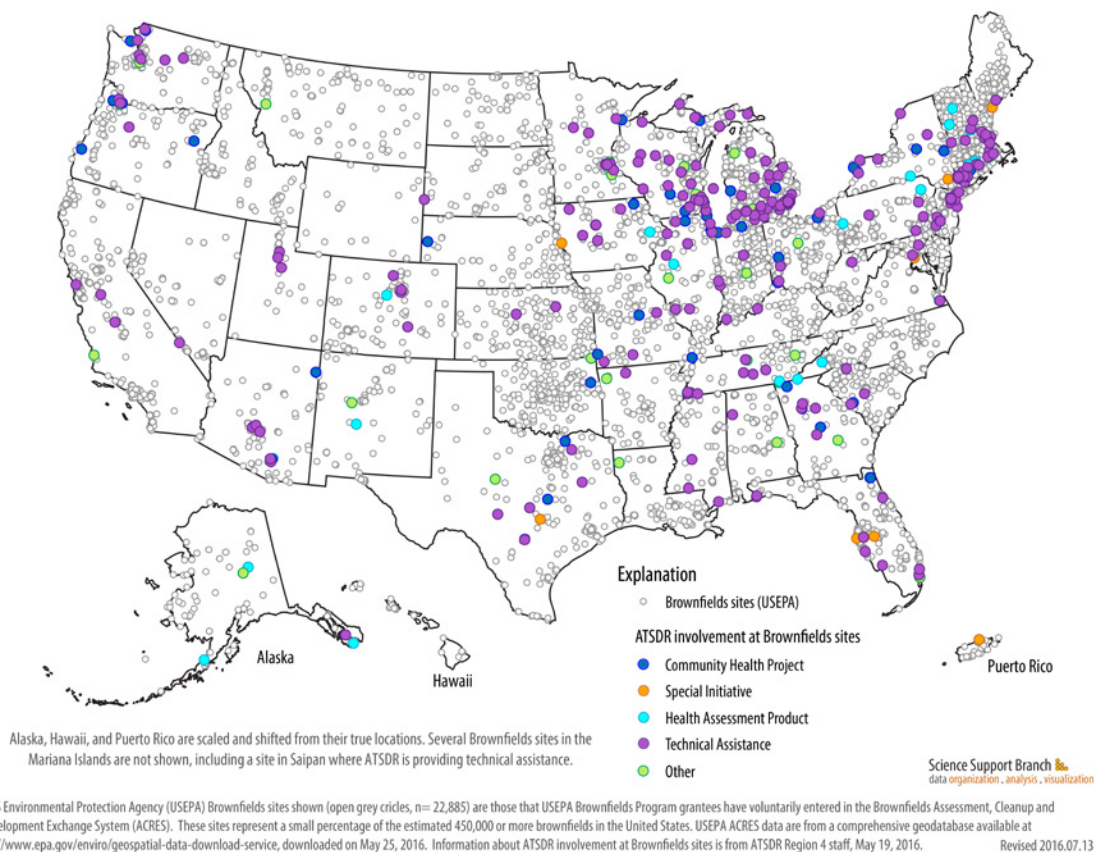 Explanation
Brownfields sites (USEPA)
ATSDR involvement at Brownfields sites
Community Health Project
Special Initiative
Health Assessment Product
Technical Assistance
Other
Alaska
Hawaii
Puerto Rico
Alaska, Hawaii, and Puerto Rico are scaled and shifted from their true locations. Several Brownfields sites in the
Mariana Islands are not shown, including a site in Saipan where ATSDR is providing technical assistance.
Science Support Branch
data organization . analysis . visualization
S Environmental Protection Agency (USEPA) Brownfields sites shown (open grey cricles, n= 22,885) are those that USEPA Brownfields Program grantees have voluntarily entered in the Brownfields Assessment, Cleanup and
elopment Exchange System (ACRES). These sites represent a small percentage of the estimated 450,000 or more brownfields in the United States. USEPA ACRES data are from a comprehensive geodatabase available at
//www.epa.gov/enviro/geospatial-data-download-service, downloaded on May 25, 2016. Information about ATSDR involvement at Brownfields sites is from ATSDR Region 4 staff, May 19, 2016.
Revised 2016.07.13